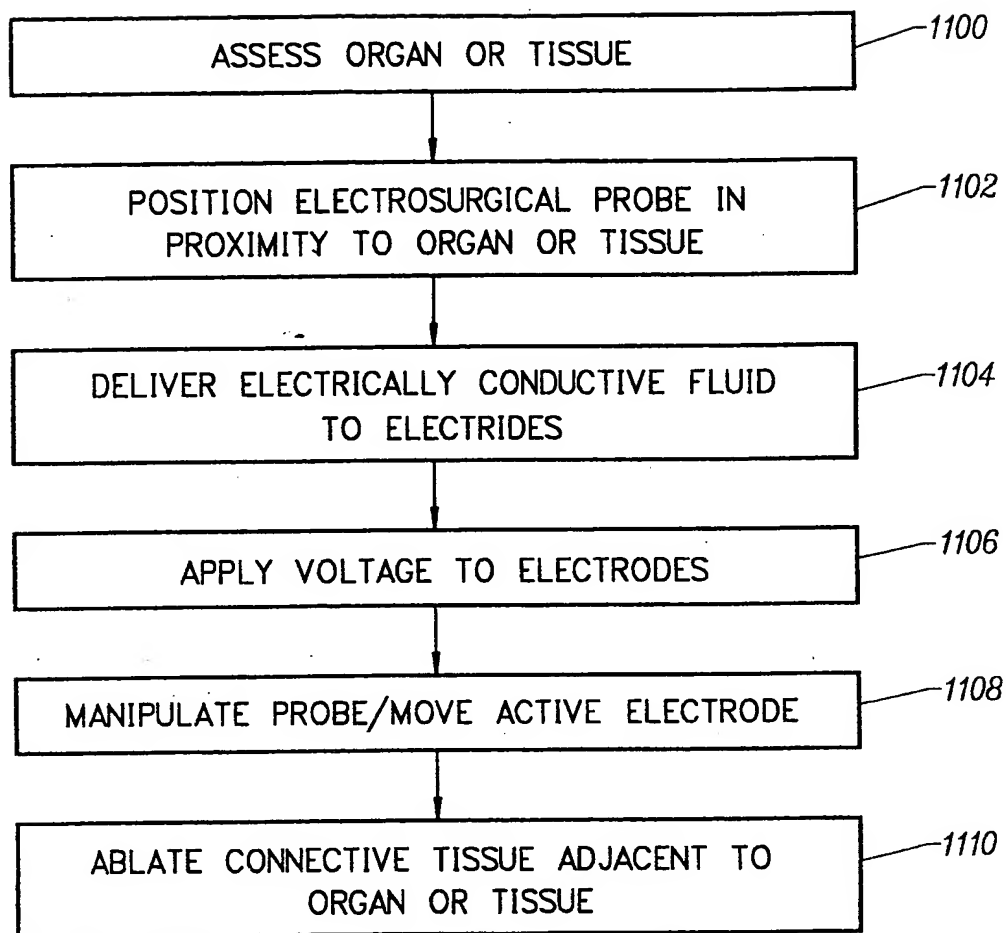 ASSESS ORGAN OR TISSUE
1100
POSITION ELECTROSURGICAL PROBE IN
PROXIMITY TO ORGAN OR TISSUE
1102
DELIVER ELECTRICALLY CONDUCTIVE FLUID
TO ELECTRIDES
1104
APPLY VOLTAGE TO ELECTRODES
1106
MANIPULATE PROBE/MOVE ACTIVE ELECTRODE
1108
ABLATE CONNECTIVE TISSUE ADJACENT TO
ORGAN OR TISSUE
1110